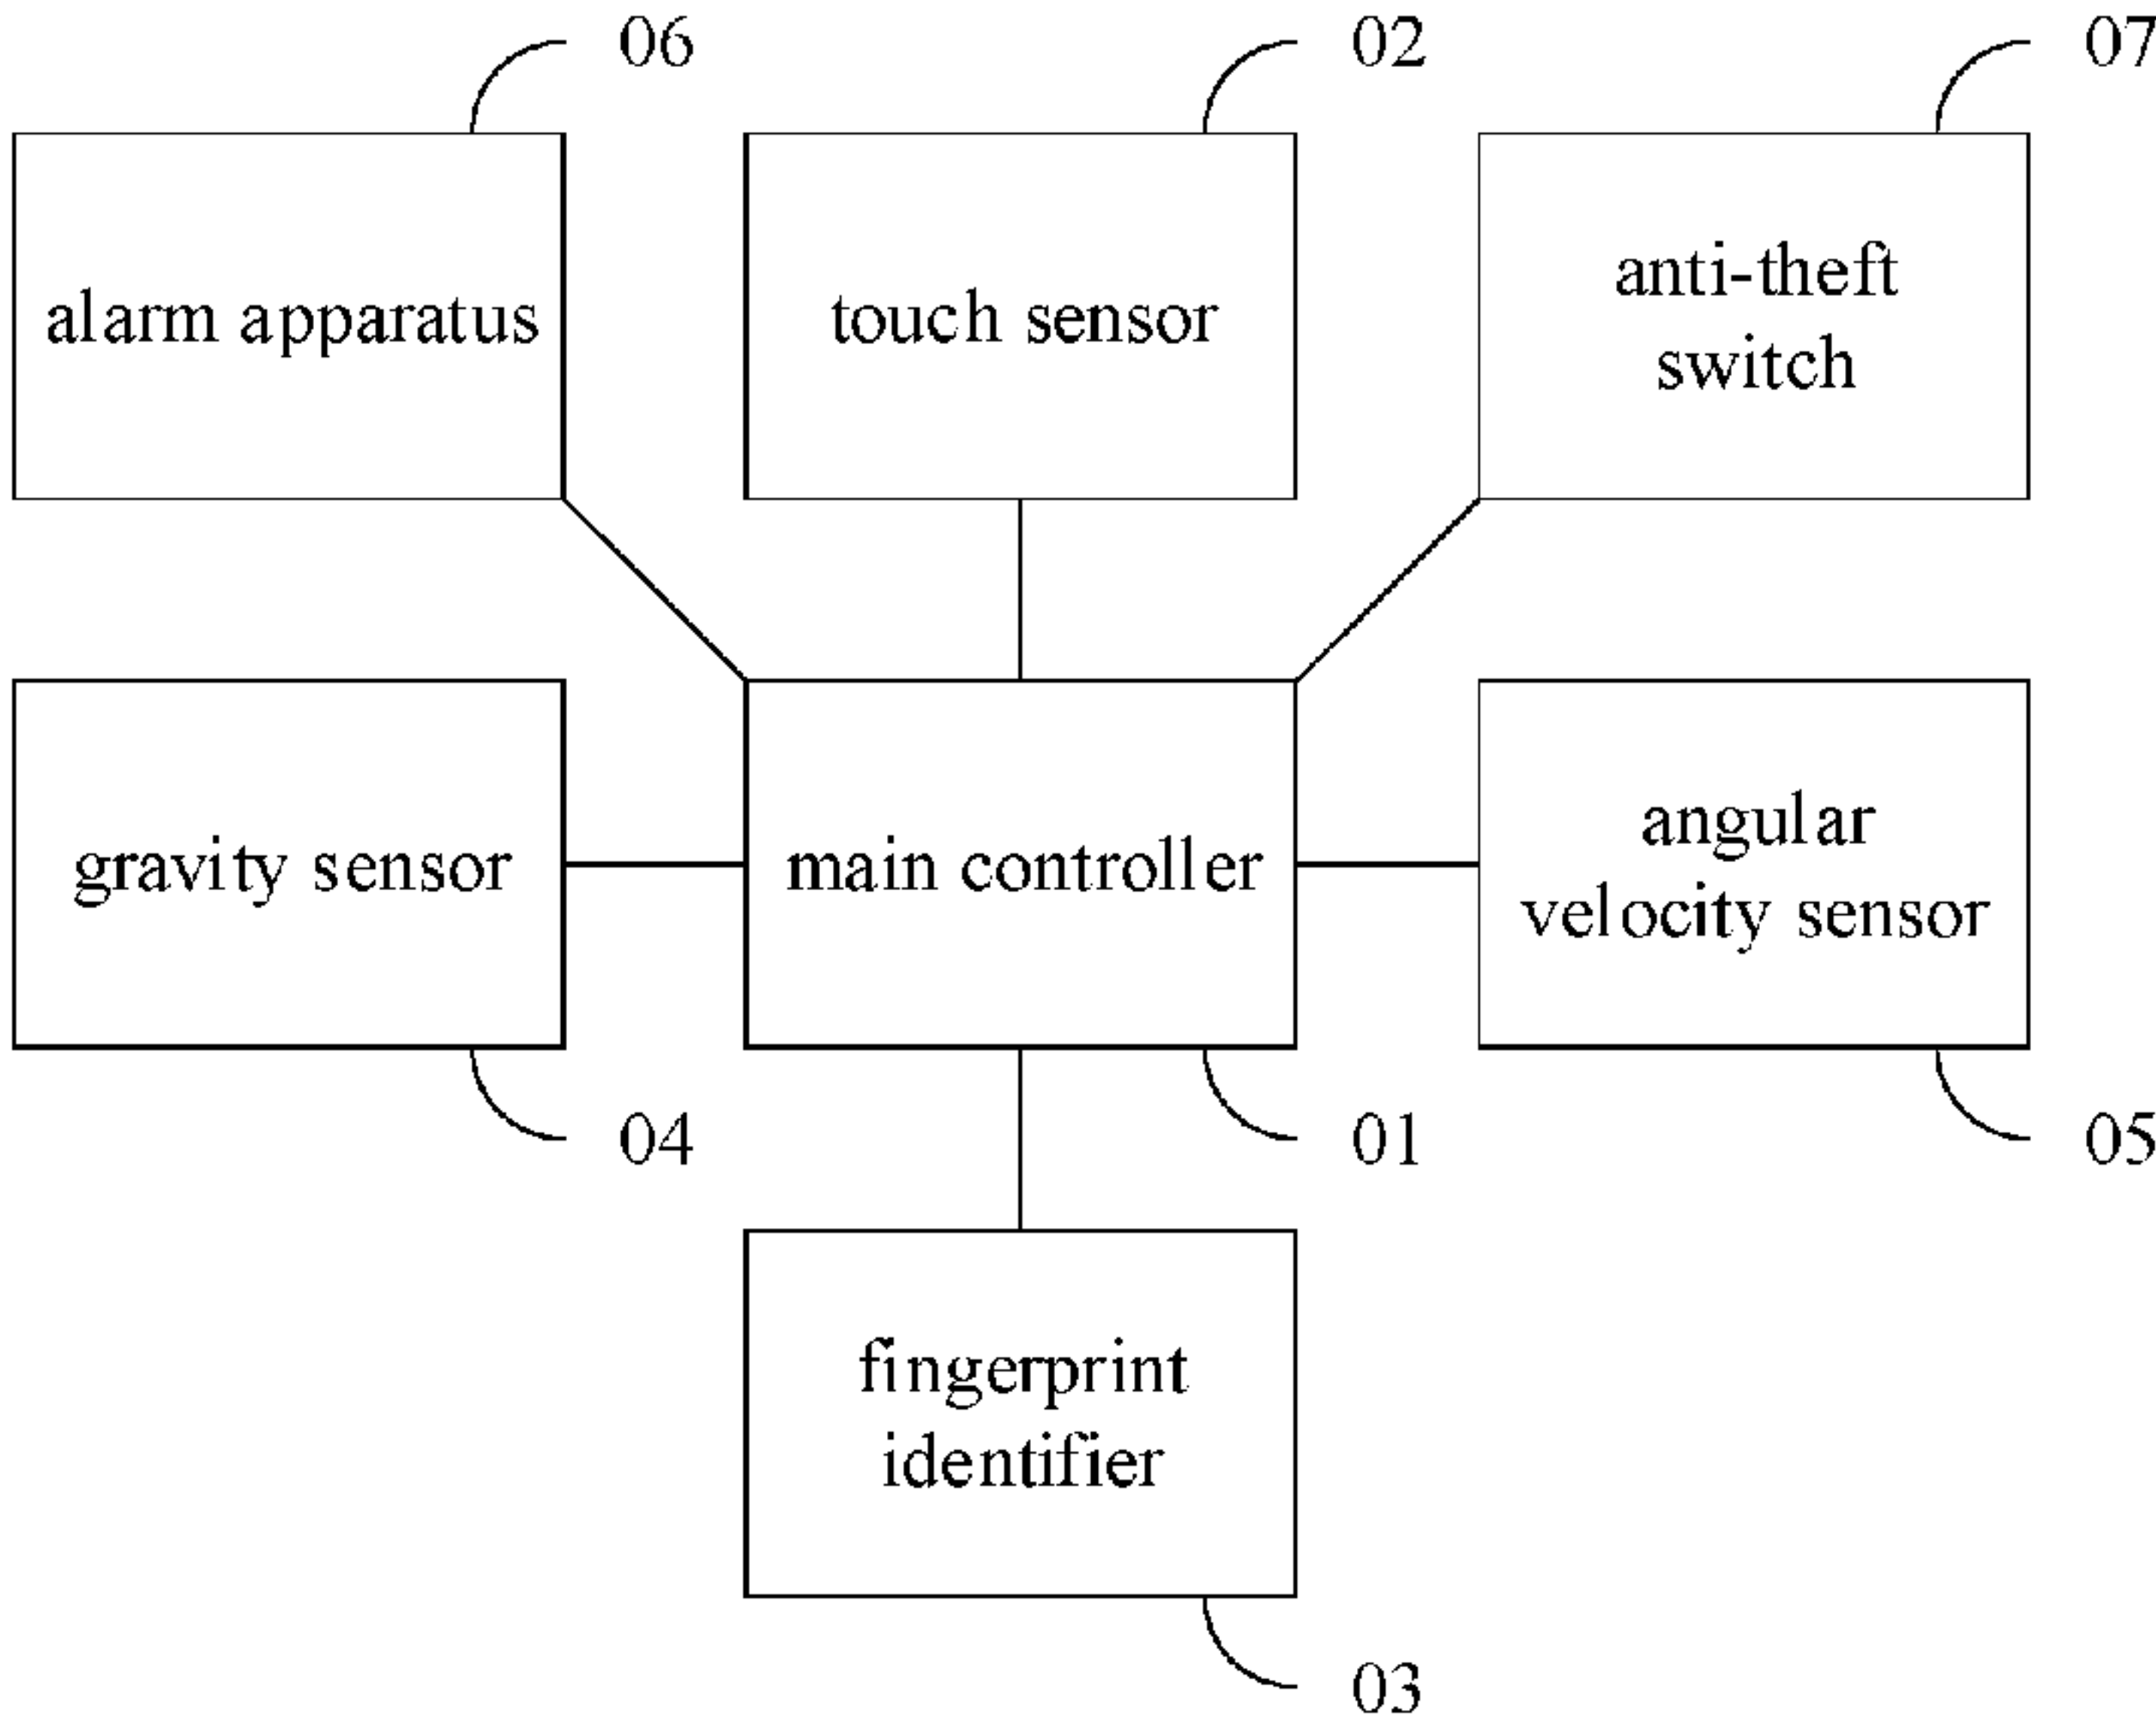 06
02
07
alarm apparatus
touch sensor
anti-theft
switch
gravity sensor
main controller
angular
velocity sensor
04
01
05
fingerprint
identifier
03